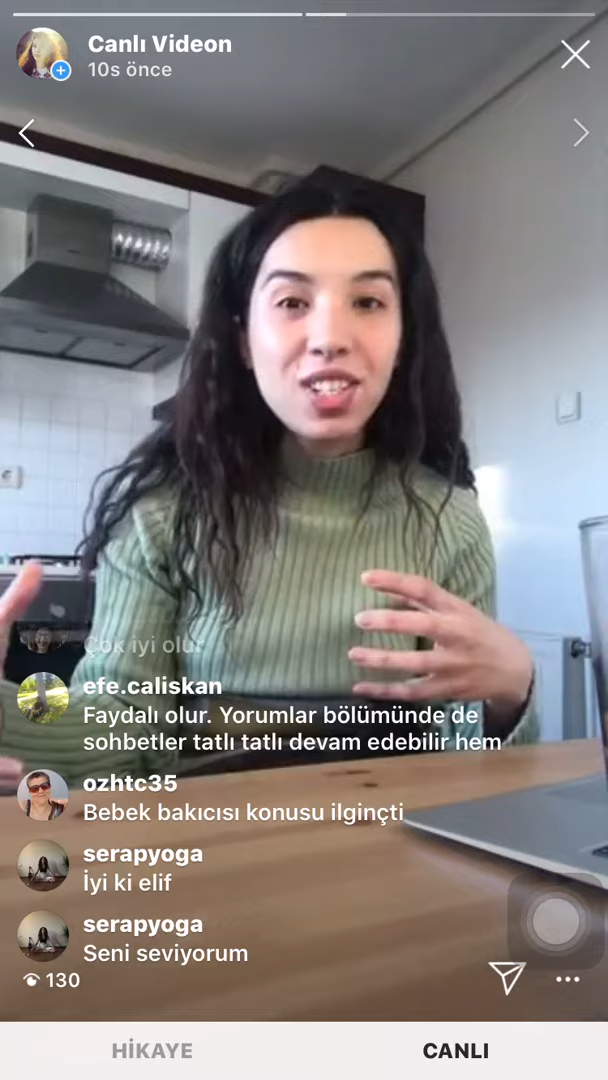 Canlı Videon
10s önce
Çok iyi olur
efe.caliskan
Faydalı olur. Yorumlar bölümünde de
sohbetler tatlı tatlı devam edebilir hem
ozhtc35
Bebek bakıcısı konusu ilginçti
serapyoga
İyi ki elif
serapyoga
Seni seviyorum
130
HİKAYE
CANLI